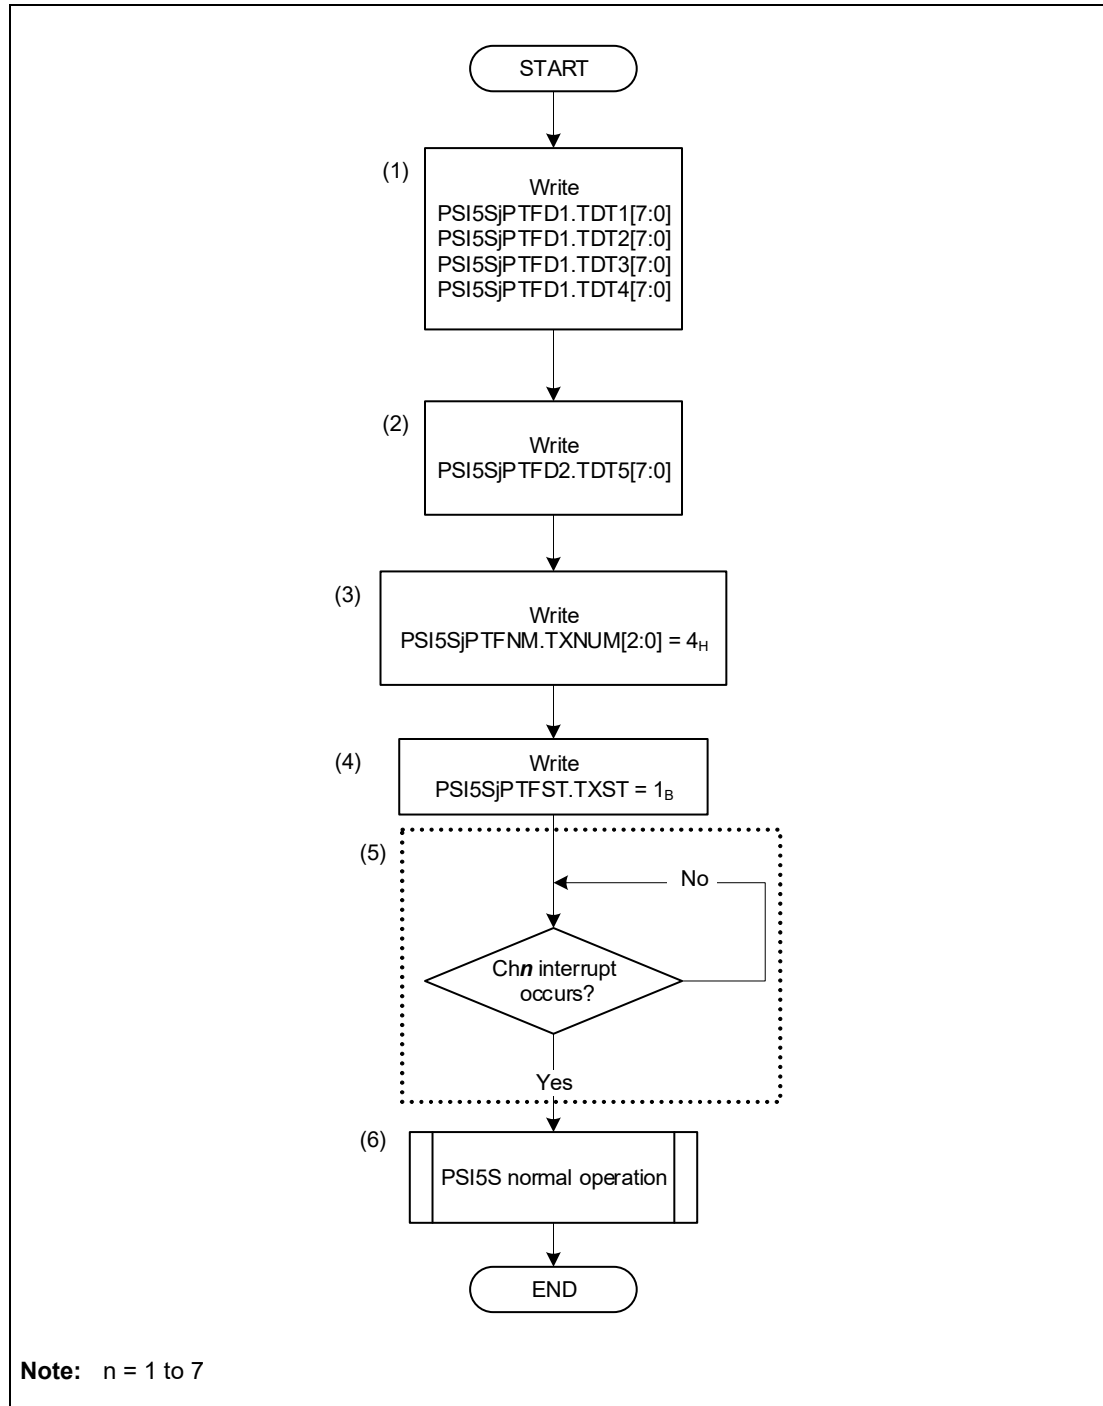 START
(1)
Write
PSI5SjPTFD1.TDT1[7:0]
PSI5SjPTFD1.TDT2[7:0]
PSI5SjPTFD1.TDT3[7:0]
PSI5SjPTFD1.TDT4[7:0]
(2)
Write
PSI5SjPTFD2.TDT5[7:0]
(3)
Write
PSI5SjPTFNM.TXNUM[2:0] = 4H
(4)
Write
PSI5SjPTFST.TXST = 1B
(5)
No
Chn interrupt
occurs?
Yes
(6)
PSI5S normal operation
END
Note: n = 1 to 7